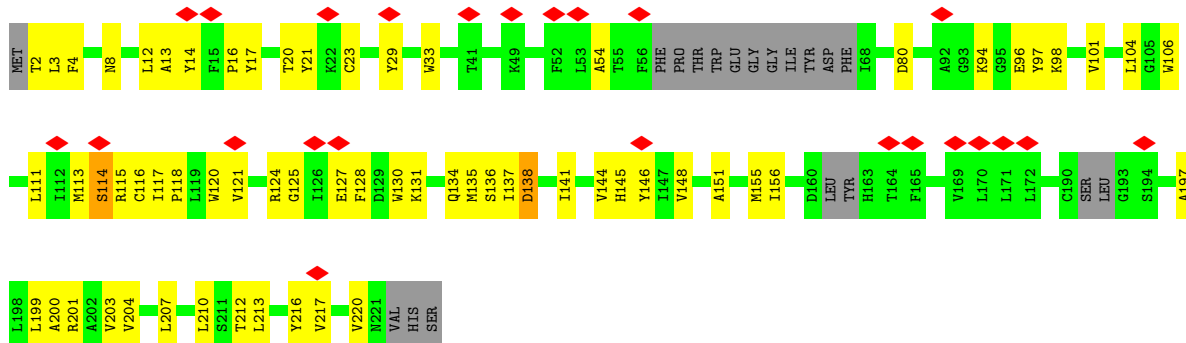 MET T2 L3 F4 N8 L12 A13 Y14 F15 P16 Y17 T20 Y21 K22 C23 Y29 W33 T41 K49 F52 L53 A54 T55 F56 PHE PRO THR TRP GLU GLY GLY ILE TYR ASP PHE I68 D80 A92 G93 K94 G95 E96 Y97 K98 V101 L104 G105 W106
L111 I112 M113 S114 R115 C116 I117 P118 L119 W120 V121 R124 G125 I126 E127 F128 D129 W130 K131 Q134 M135 S136 I137 D138 I141 V144 H145 Y146 I147 V148 A151 M155 I156 D160 LEU TYR H163 T164 F165 V169 L170 L171 L172 C190 SER LEU G193 S194 A197
L198 L199 A200 R201 A202 V203 V204 L207 L210 S211 T212 L213 Y216 V217 V220 N221 VAL HIS SER